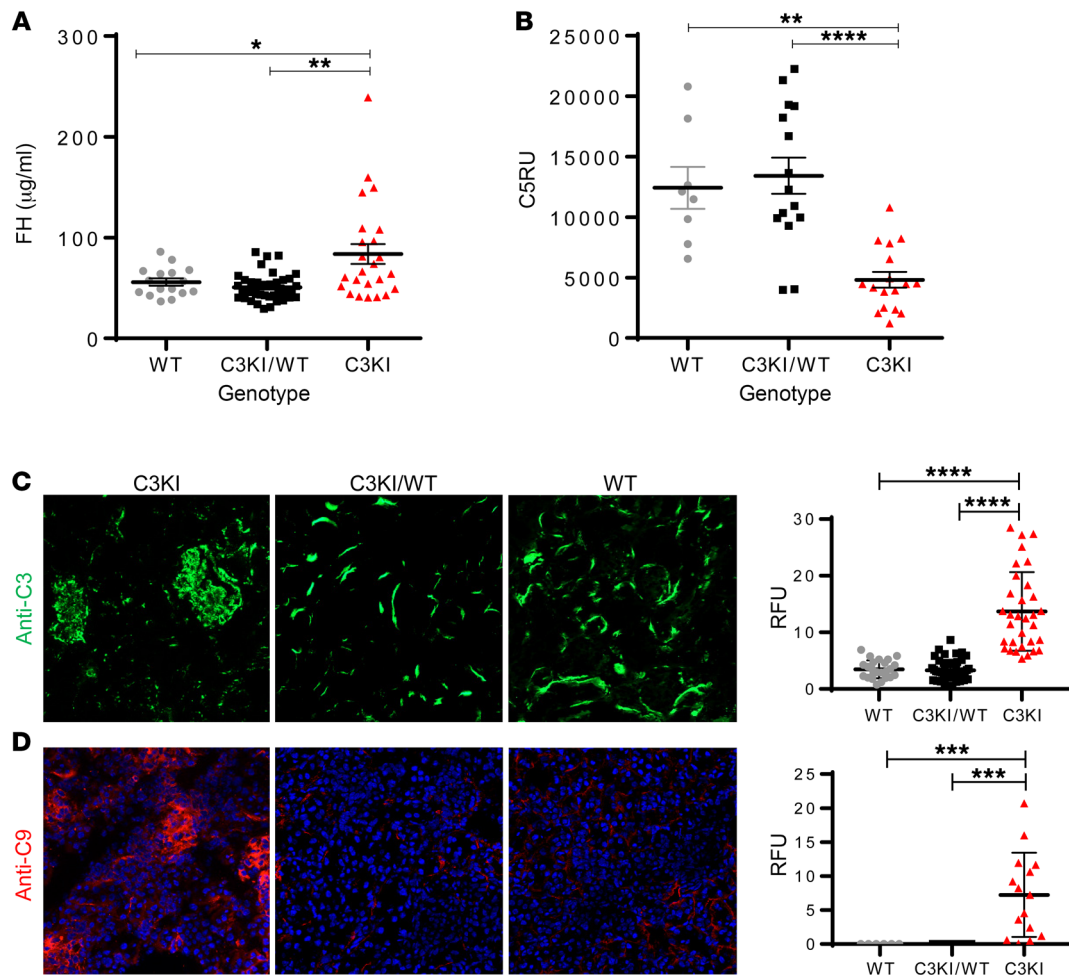 A
300
200
100
0
FH (µg/ml)
*
**
WT
C3KI/WT
C3KI
Genotype
B
25000
20000
15000
10000
5000
0
C5RU
**
****
WT
C3KI/WT
C3KI
Genotype
C
C3KI
C3KI/WT
WT
Anti-C3
****
****
30
20
10
0
RFU
WT
C3KI/WT
C3KI
D
Anti-C9
***
***
25
20
15
10
5
0
RFU
WT
C3KI/WT
C3KI